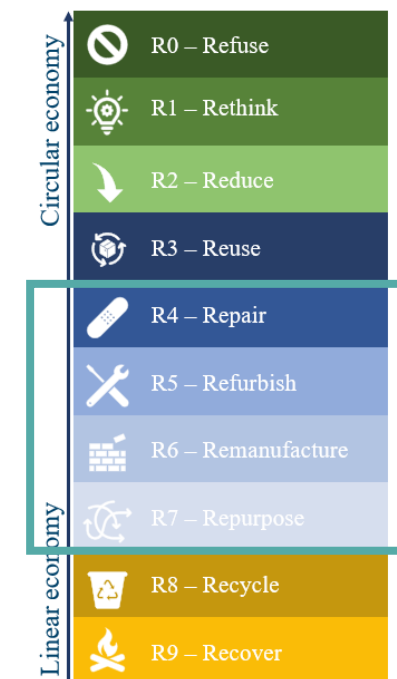 Circular economy
R0 – Refuse
R1 – Rethink
R2 – Reduce
R3 – Reuse
R4 – Repair
R5 – Refurbish
R6 – Remanufacture
R7 – Repurpose
Linear economy
R8 – Recycle
R9 – Recover